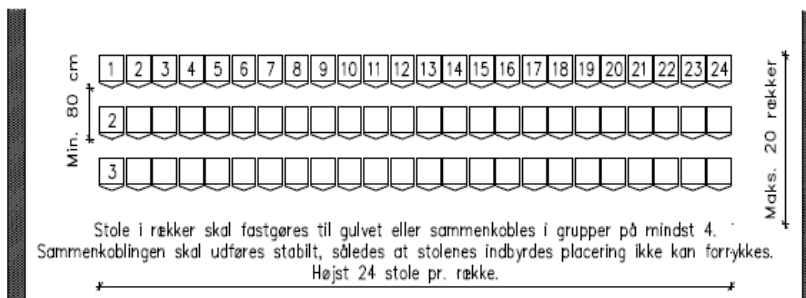 Min. 80 cm
1 2 3 4 5 6 7 8 9 10 11 12 13 14 15 16 17 18 19 20 21 22 23 24
2
3
Maks. 20 rækker
Stole i rækker skal fastgøres til gulvet eller sammenkobles i grupper på mindst 4.
Sammenkoblingen skal udføres stabilt, således at stolenes indbyrdes placering ikke kan forrykkes.
Højst 24 stole pr. række.